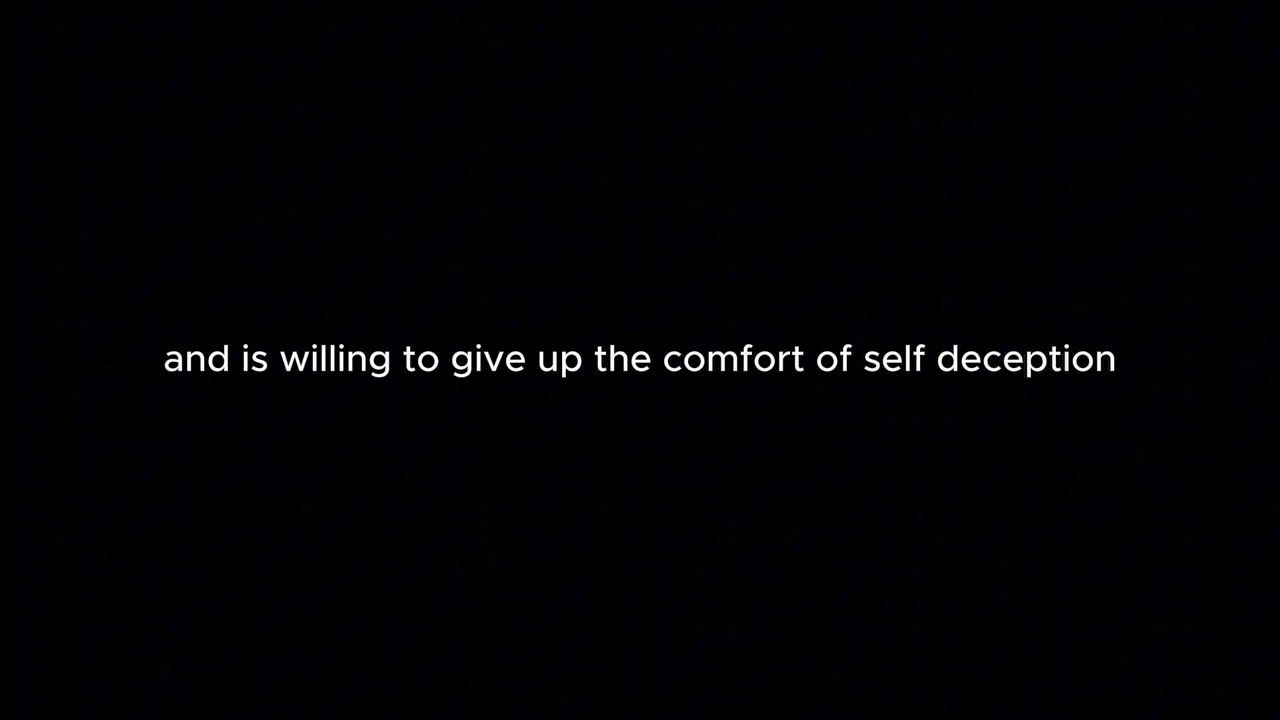 and is willing to give up the comfort of self deception